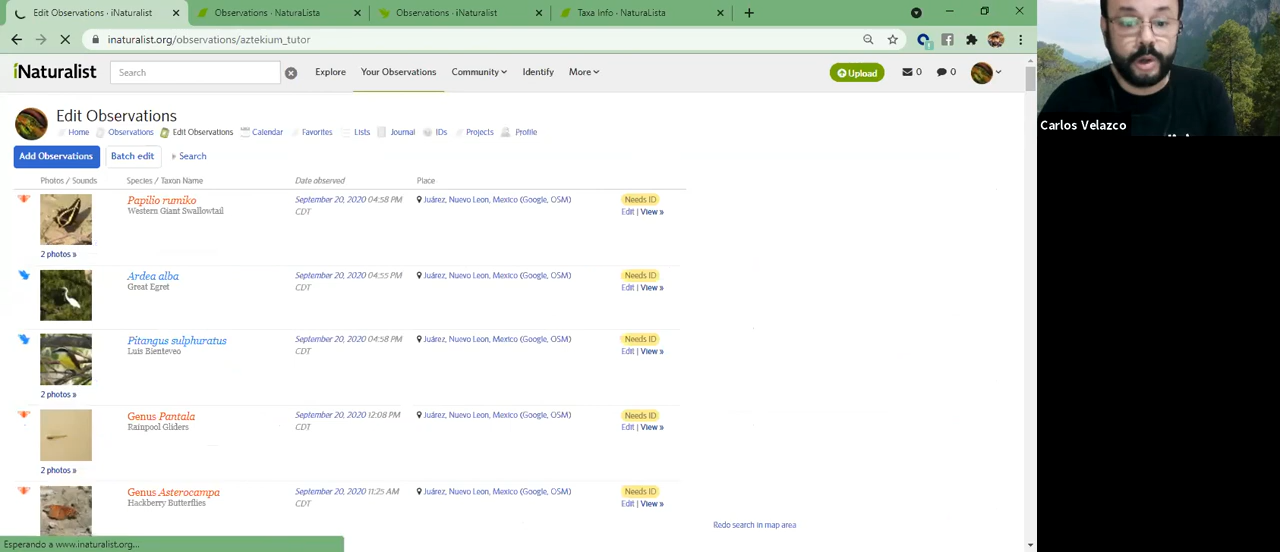 Edit Observations · iNaturalist
Observations · NaturaLista
Observations · iNaturalist
Taxa Info · NaturaLista
inaturalist.org/observations/aztekium_tutor
iNaturalist
Search
Explore
Your Observations
Community
Identify
More
Upload
0
0
Carlos Velazco
Edit Observations
Home
Observations
Edit Observations
Calendar
Favorites
Lists
Journal
IDs
Projects
Profile
Add Observations
Batch edit
Search
Photos / Sounds
Species / Taxon Name
Date observed
Place
Papilio rumiko
Western Giant Swallowtail
September 20, 2020 04:58 PM
CDT
Juárez, Nuevo Leon, Mexico (Google, OSM)
Needs ID
Edit | View »
2 photos »
Ardea alba
Great Egret
September 20, 2020 04:55 PM
CDT
Juárez, Nuevo Leon, Mexico (Google, OSM)
Needs ID
Edit | View »
Pitangus sulphuratus
Luis Bienteveo
September 20, 2020 04:58 PM
CDT
Juárez, Nuevo Leon, Mexico (Google, OSM)
Needs ID
Edit | View »
2 photos »
Genus Pantala
Rainpool Gliders
September 20, 2020 12:08 PM
CDT
Juárez, Nuevo Leon, Mexico (Google, OSM)
Needs ID
Edit | View »
2 photos »
Genus Asterocampa
Hackberry Butterflies
September 20, 2020 11:25 AM
CDT
Juárez, Nuevo Leon, Mexico (Google, OSM)
Needs ID
Edit | View »
Redo search in map area
Esperando a www.inaturalist.org...